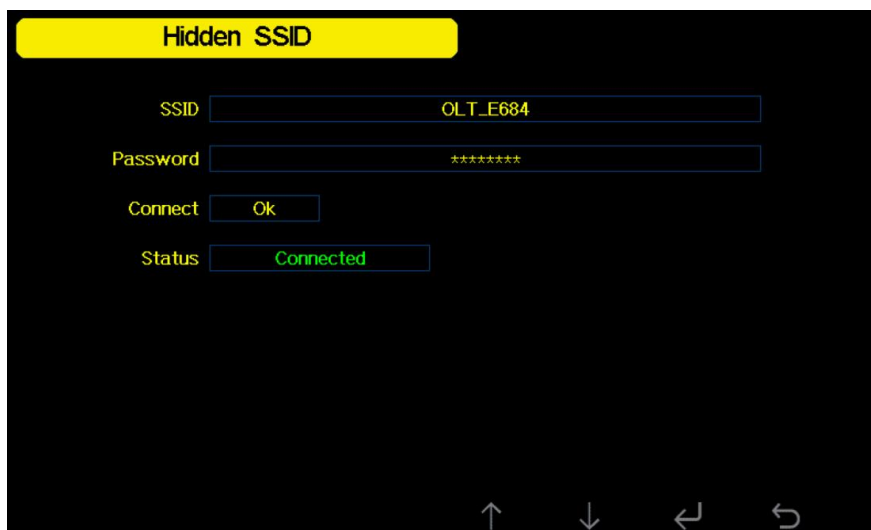 Hidden SSID
SSID OLT_E684
Password ********
Connect Ok
Status Connected